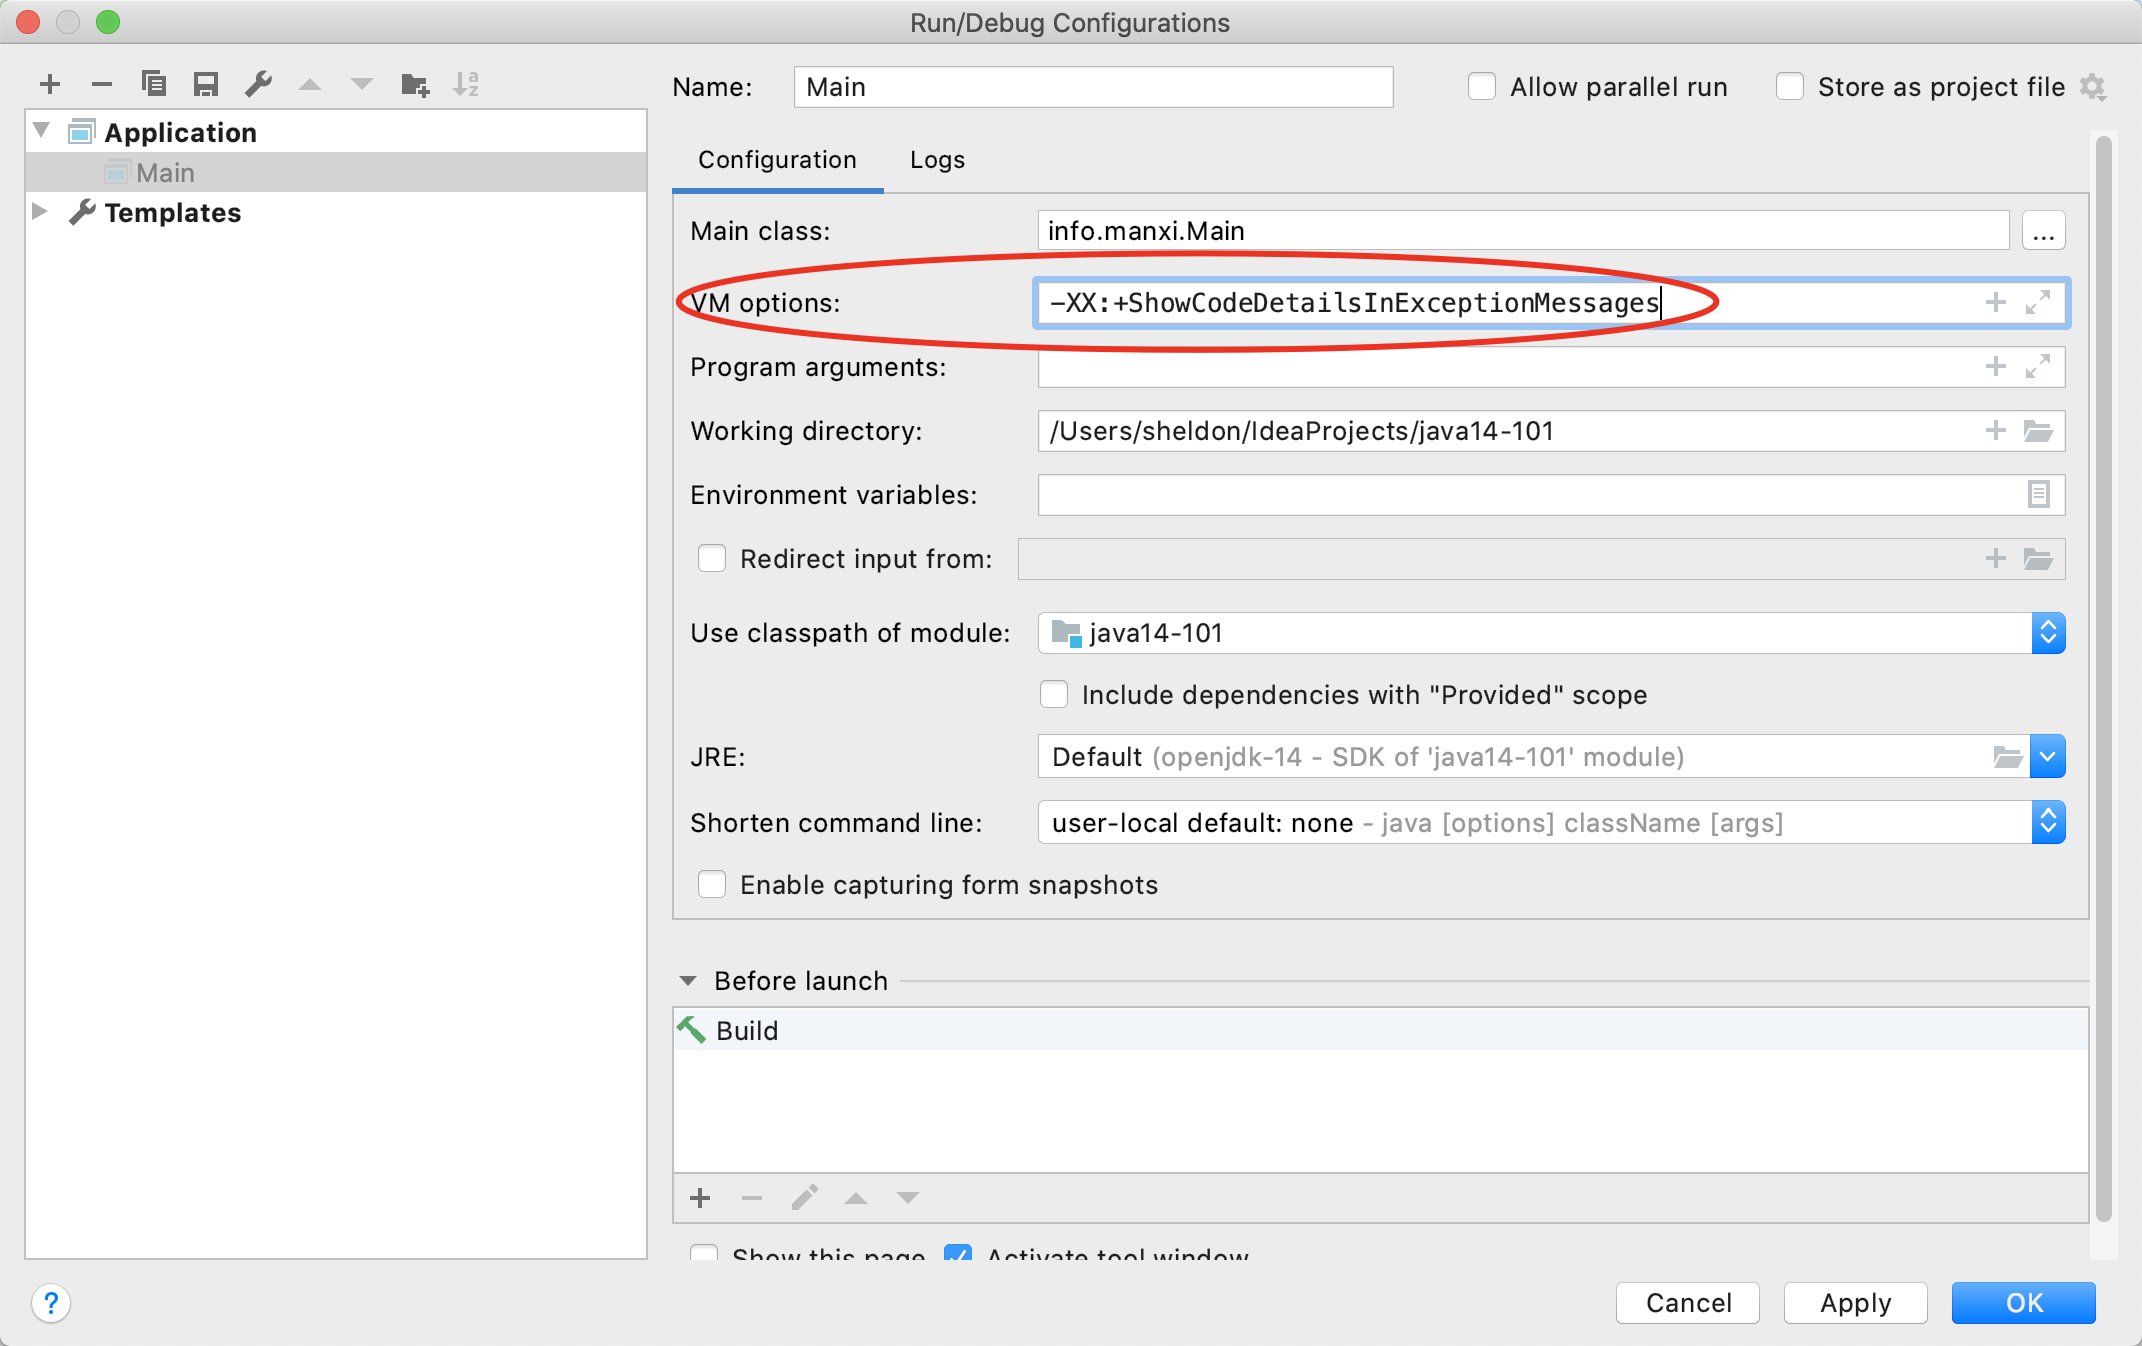 Run/Debug Configurations
Name: Main Allow parallel run Store as project file
Application
Main
Templates
Configuration Logs
Main class: info.manxi.Main ...
VM options: -XX:+ShowCodeDetailsInExceptionMessages
Program arguments:
Working directory: /Users/sheldon/IdeaProjects/java14-101
Environment variables:
Redirect input from:
Use classpath of module: java14-101
Include dependencies with "Provided" scope
JRE: Default (openjdk-14 - SDK of 'java14-101' module)
Shorten command line: user-local default: none - java [options] className [args]
Enable capturing form snapshots
Before launch
Build
Show this page Activate tool window
? Cancel Apply OK